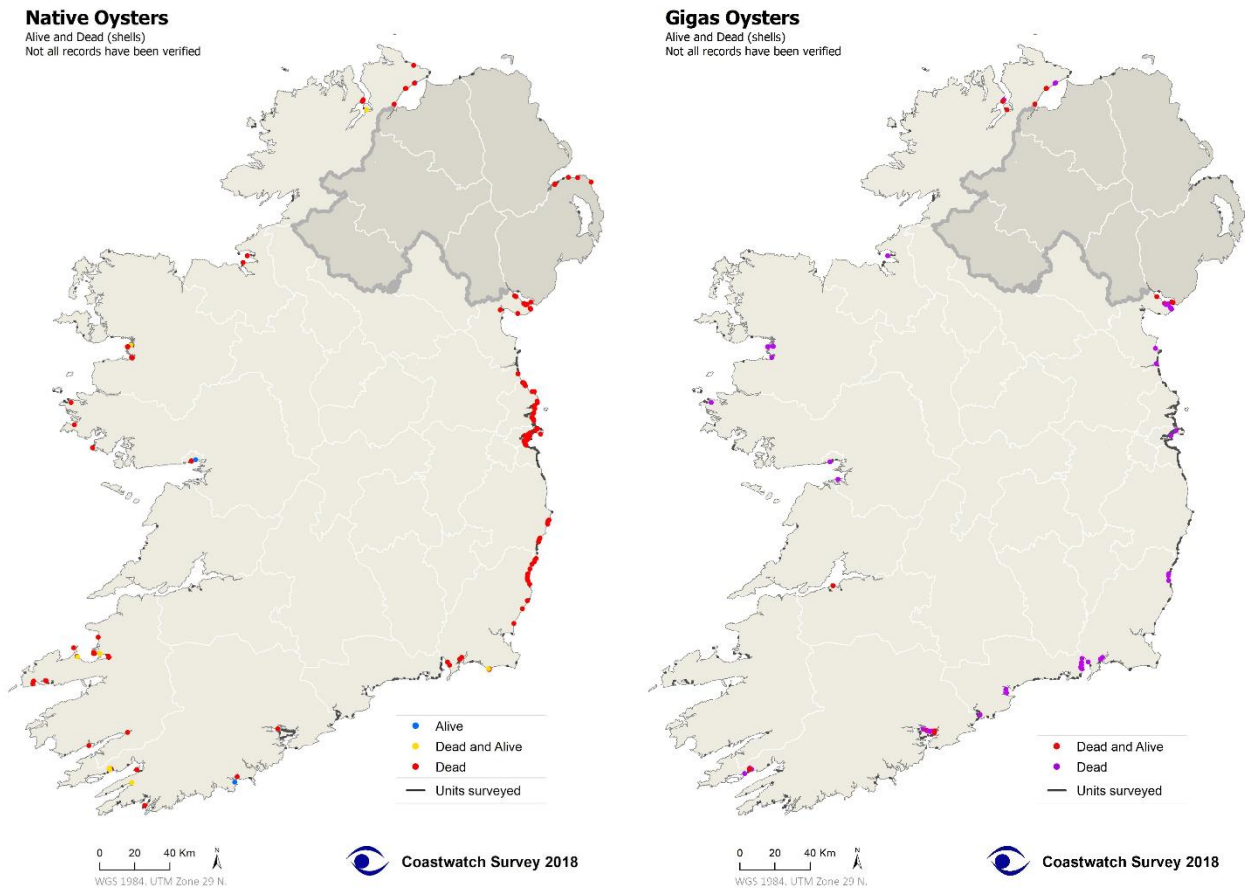 Native Oysters
Alive and Dead (shells)
Not all records have been verified
Alive
Dead and Alive
Dead
Units surveyed
0 20 40 Km
N
WGS 1984. UTM Zone 29 N.
Coastwatch Survey 2018
Gigas Oysters
Alive and Dead (shells)
Not all records have been verified
Dead and Alive
Dead
Units surveyed
0 20 40 Km
N
WGS 1984. UTM Zone 29 N.
Coastwatch Survey 2018